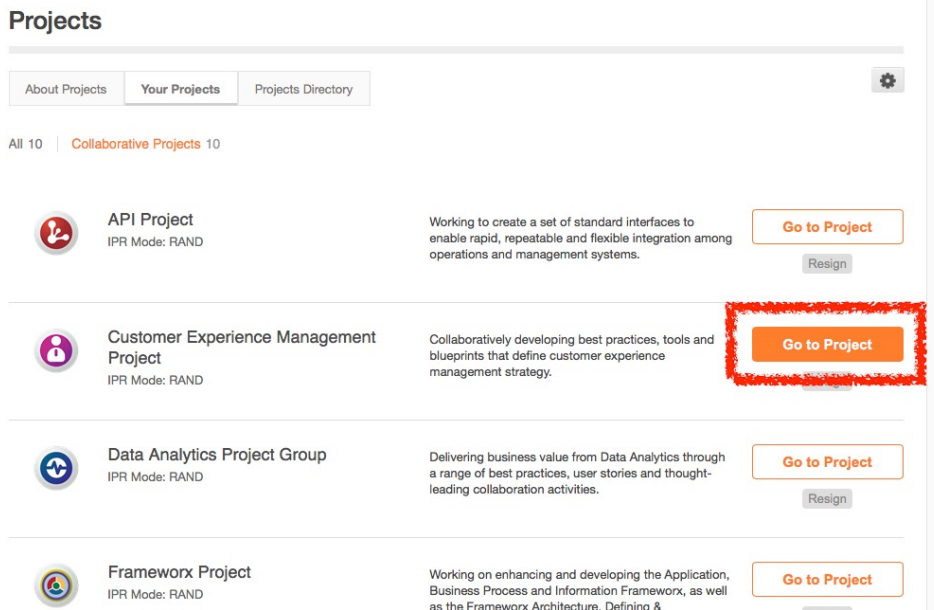 Projects
About Projects
Your Projects
Projects Directory
All 10
Collaborative Projects 10
API Project
IPR Mode: RAND
Working to create a set of standard interfaces to
enable rapid, repeatable and flexible integration among
operations and management systems.
Go to Project
Resign
Customer Experience Management
Project
IPR Mode: RAND
Collaboratively developing best practices, tools and
blueprints that define customer experience
management strategy.
Go to Project
Data Analytics Project Group
IPR Mode: RAND
Delivering business value from Data Analytics through
a range of best practices, user stories and thought-
leading collaboration activities.
Go to Project
Resign
Frameworx Project
IPR Mode: RAND
Working on enhancing and developing the Application,
Business Process and Information Frameworx, as well
as the Frameworx Architecture. Defining &
Go to Project